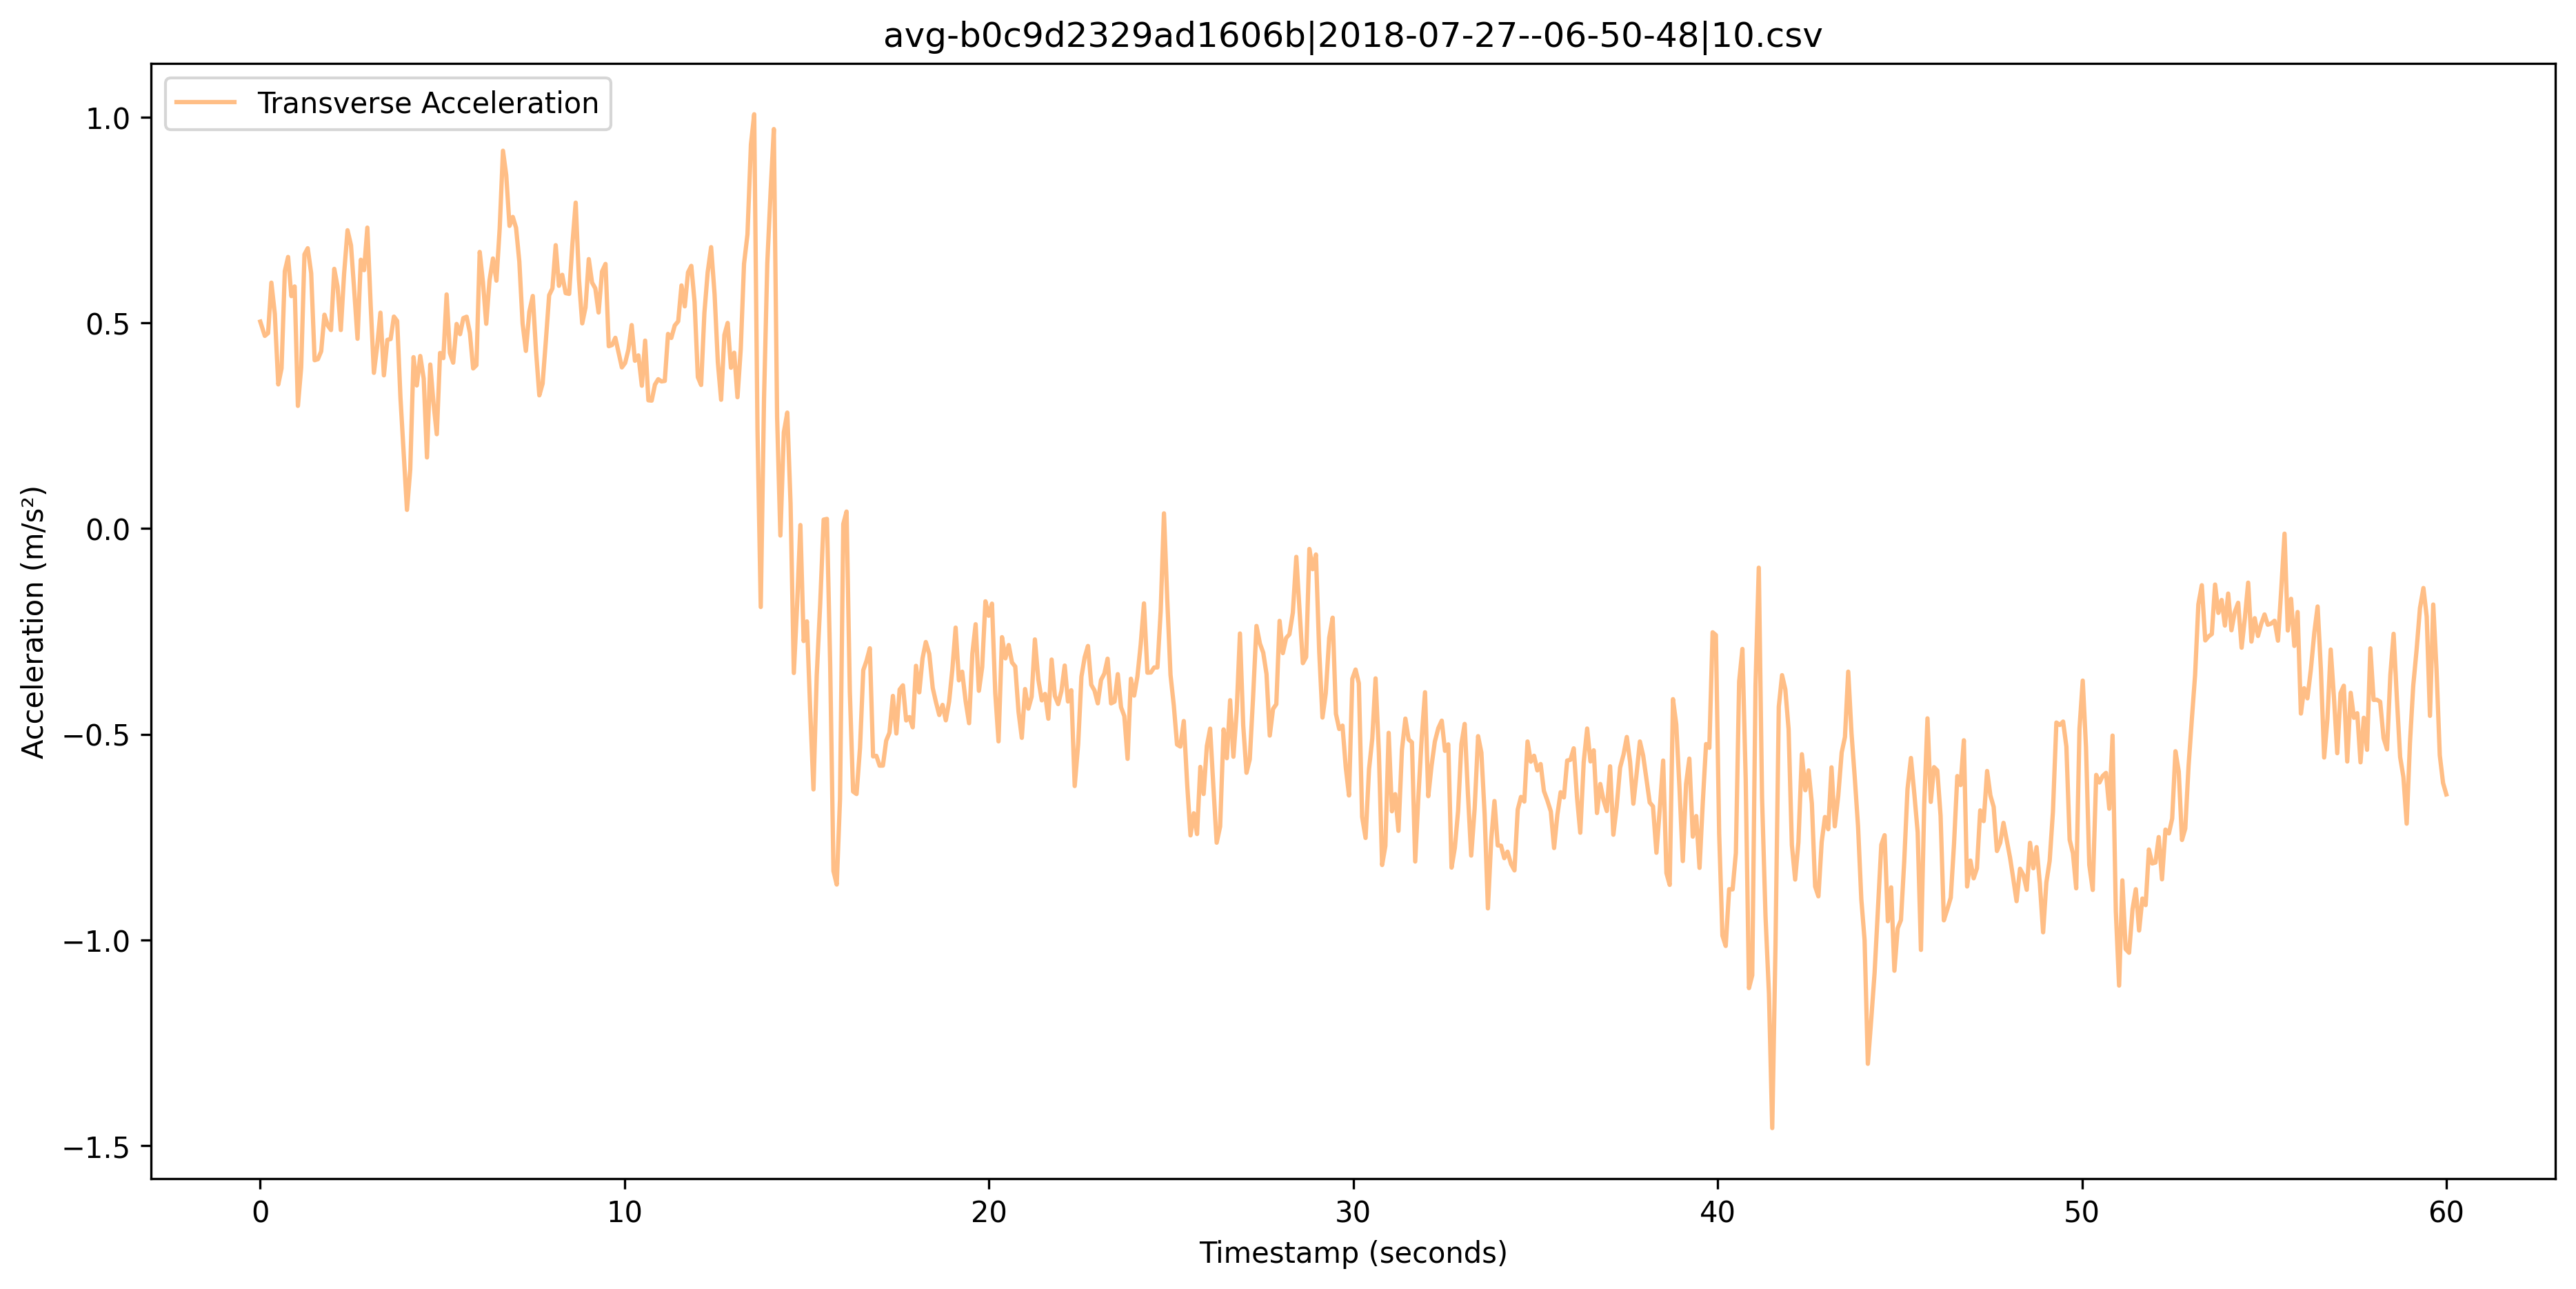 avg-b0c9d2329ad1606b|2018-07-27--06-50-48|10.csv
Transverse Acceleration
1.0
0.5
0.0
−0.5
−1.0
−1.5
Acceleration (m/s²)
0 10 20 30 40 50 60
Timestamp (seconds)